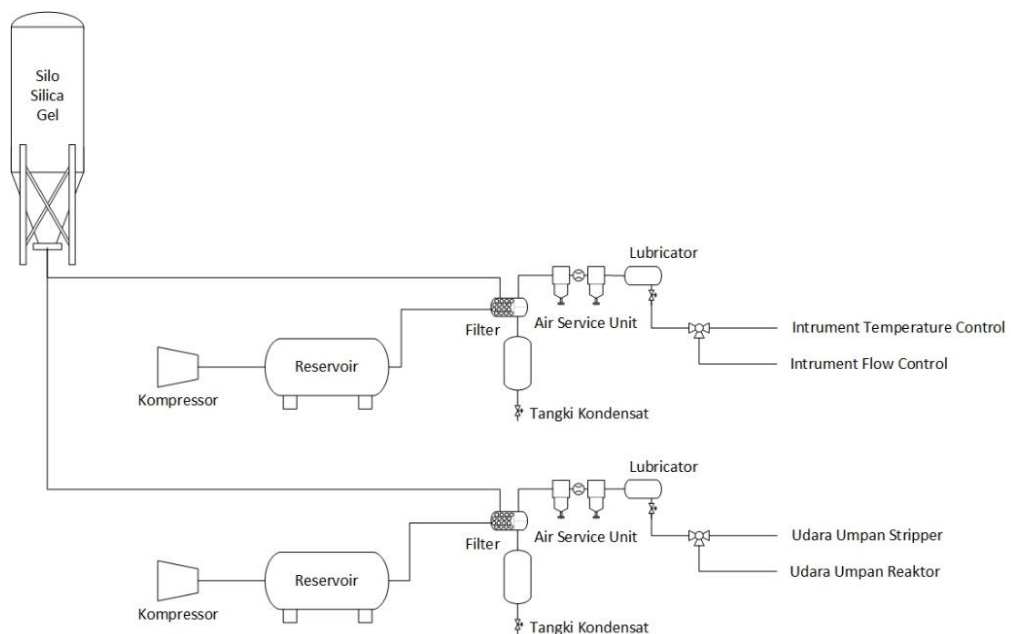 Silo
Silica
Gel
Lubricator
Filter
Air Service Unit
Intrument Temperature Control
Reservoir
Intrument Flow Control
Kompressor
Tangki Kondensat
Lubricator
Filter
Air Service Unit
Udara Umpan Stripper
Reservoir
Udara Umpan Reaktor
Kompressor
Tangki Kondensat